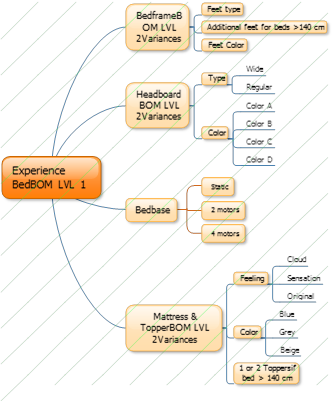 BedframeB
OM LVL
2Variances
Feet type
Additional feet for beds >140 cm
Feet Color
Headboard
BOM LVL
2Variances
Type
Wide
Regular
Color
Color A
Color B
Color C
Color D
Experience
BedBOM LVL 1
Bedbase
Static
2 motors
4 motors
Mattress &
TopperBOM LVL
2Variances
Feeling
Cloud
Sensation
Original
Color
Blue
Grey
Beige
1 or 2 Toppersif
bed > 140 cm